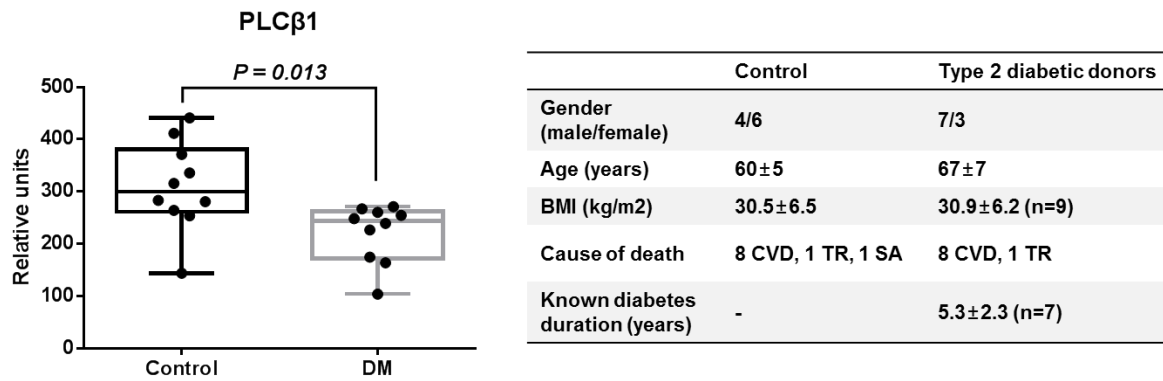 PLCβ1
P = 0.013
500
400
300
200
100
0
Relative units
Control
DM
Control Type 2 diabetic donors
Gender
(male/female) 4/6 7/3
Age (years) 60±5 67±7
BMI (kg/m2) 30.5±6.5 30.9±6.2 (n=9)
Cause of death 8 CVD, 1 TR, 1 SA 8 CVD, 1 TR
Known diabetes
duration (years) - 5.3±2.3 (n=7)